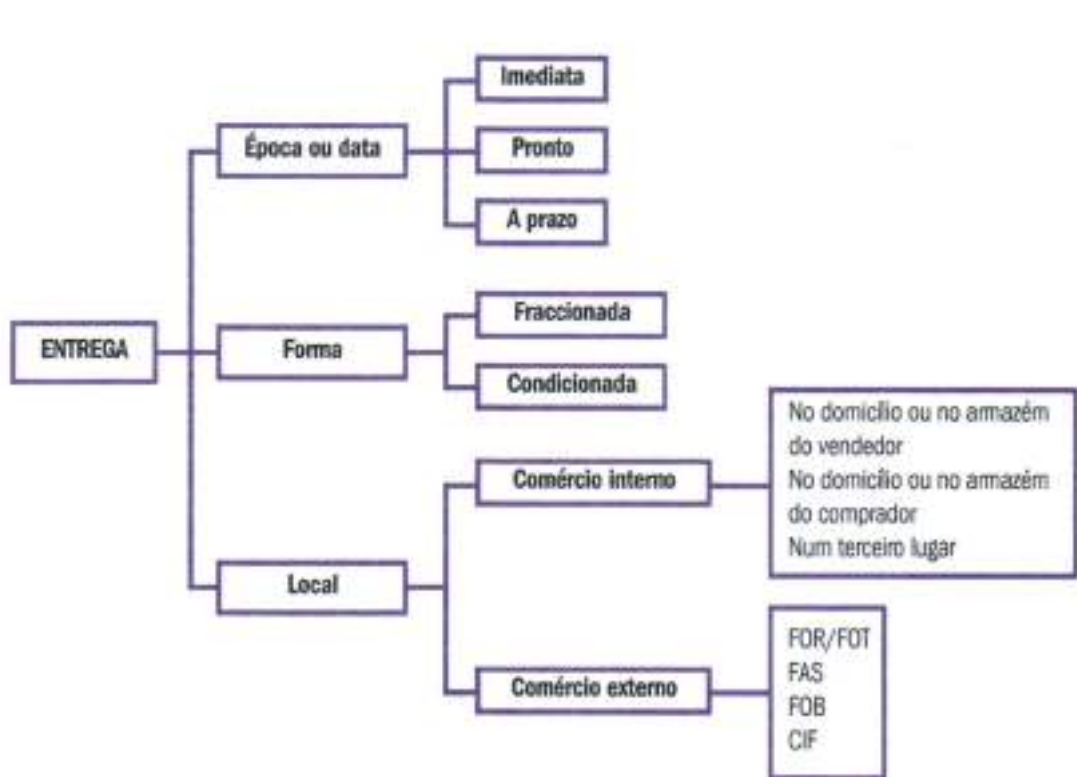 ENTREGA
Época ou data
Imediata
Pronto
A prazo
Forma
Fraccionada
Condicionada
Local
Comércio interno
No domicílio ou no armazém
do vendedor
No domicílio ou no armazém
do comprador
Num terceiro lugar
Comércio externo
FOR/FOT
FAS
FOB
CIF